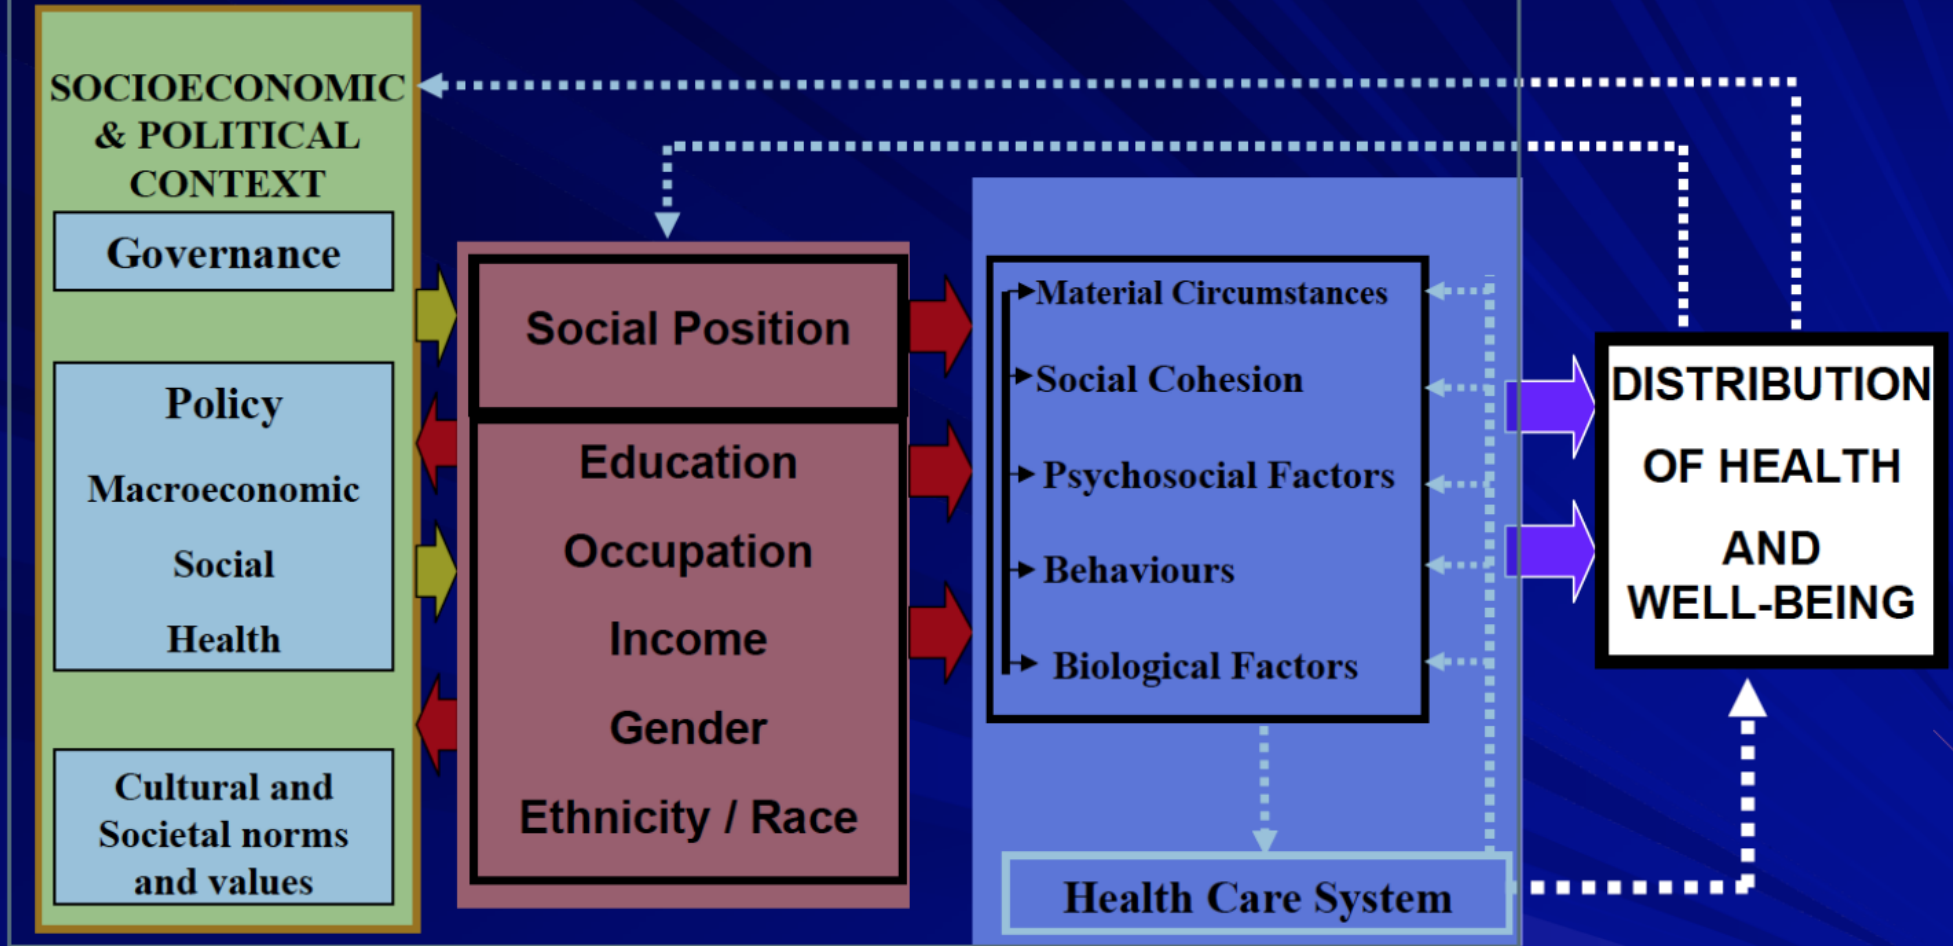 SOCIOECONOMIC
& POLITICAL
CONTEXT
Governance
Policy
Macroeconomic
Social
Health
Cultural and
Societal norms
and values
Social Position
Education
Occupation
Income
Gender
Ethnicity / Race
Material Circumstances
Social Cohesion
Psychosocial Factors
Behaviours
Biological Factors
Health Care System
DISTRIBUTION
OF HEALTH
AND
WELL-BEING